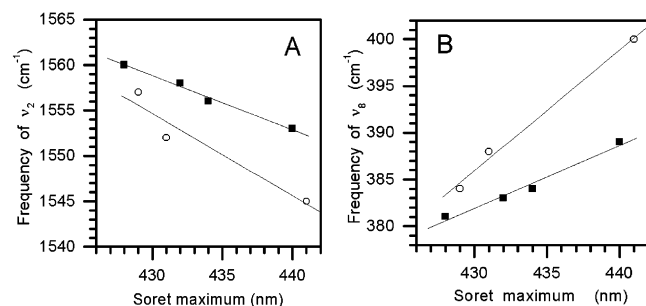 A
Frequency of ν2 (cm-1)
1565
1560
1555
1550
1545
1540
430 435 440
Soret maximum (nm)
B
Frequency of ν8 (cm-1)
400
395
390
385
380
430 435 440
Soret maximum (nm)